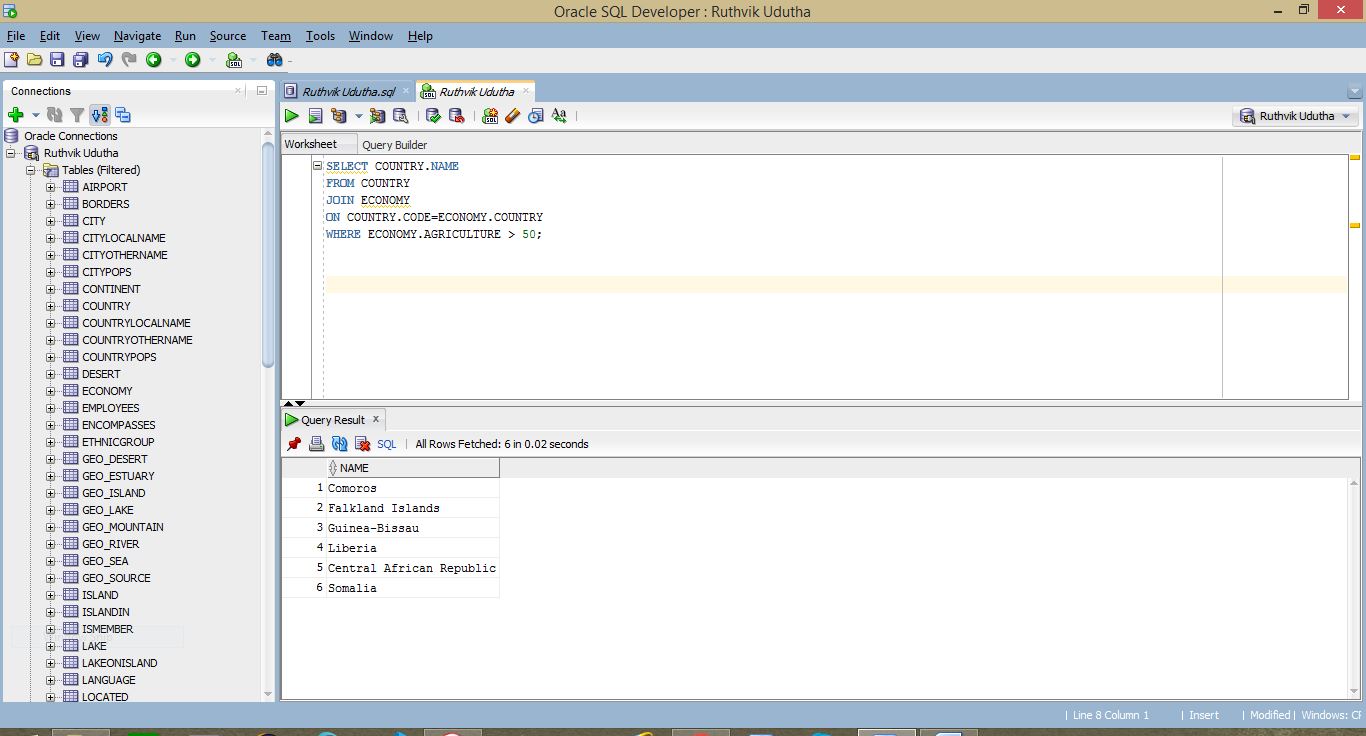 Oracle SQL Developer : Ruthvik Ududtha
File Edit View Navigate Run Source Team Tools Window Help
Connections
Oracle Connections
Ruthvik Udutha
Tables (Filtered)
AIRPORT
BORDERS
CITY
CITYLOCALNAME
CITYOTHERNAME
CITYPOPS
CONTINENT
COUNTRY
COUNTRYLOCALNAME
COUNTRYOTHERNAME
COUNTRYPOPS
DESERT
ECONOMY
EMPLOYEES
ENCOMPASSES
ETHNICGROUP
GEO_DESERT
GEO_ESTUARY
GEO_ISLAND
GEO_LAKE
GEO_MOUNTAIN
GEO_RIVER
GEO_SEA
GEO_SOURCE
ISLAND
ISLANDIN
ISMEMBER
LAKE
LAKEONISLAND
LANGUAGE
LOCATED
Ruthvik Udutha.sql Ruthvik Udutha
Aa
Ruthvik Udutha
Worksheet Query Builder
SELECT COUNTRY.NAME
FROM COUNTRY
JOIN ECONOMY
ON COUNTRY.CODE=ECONOMY.COUNTRY
WHERE ECONOMY.AGRICULTURE > 50;
Query Result
SQL | All Rows Fetched: 6 in 0.02 seconds
NAME
1 Comoros
2 Falkland Islands
3 Guinea-Bissau
4 Liberia
5 Central African Republic
6 Somalia
| Line 8 Column 1 | Insert | Modified | Windows: CF